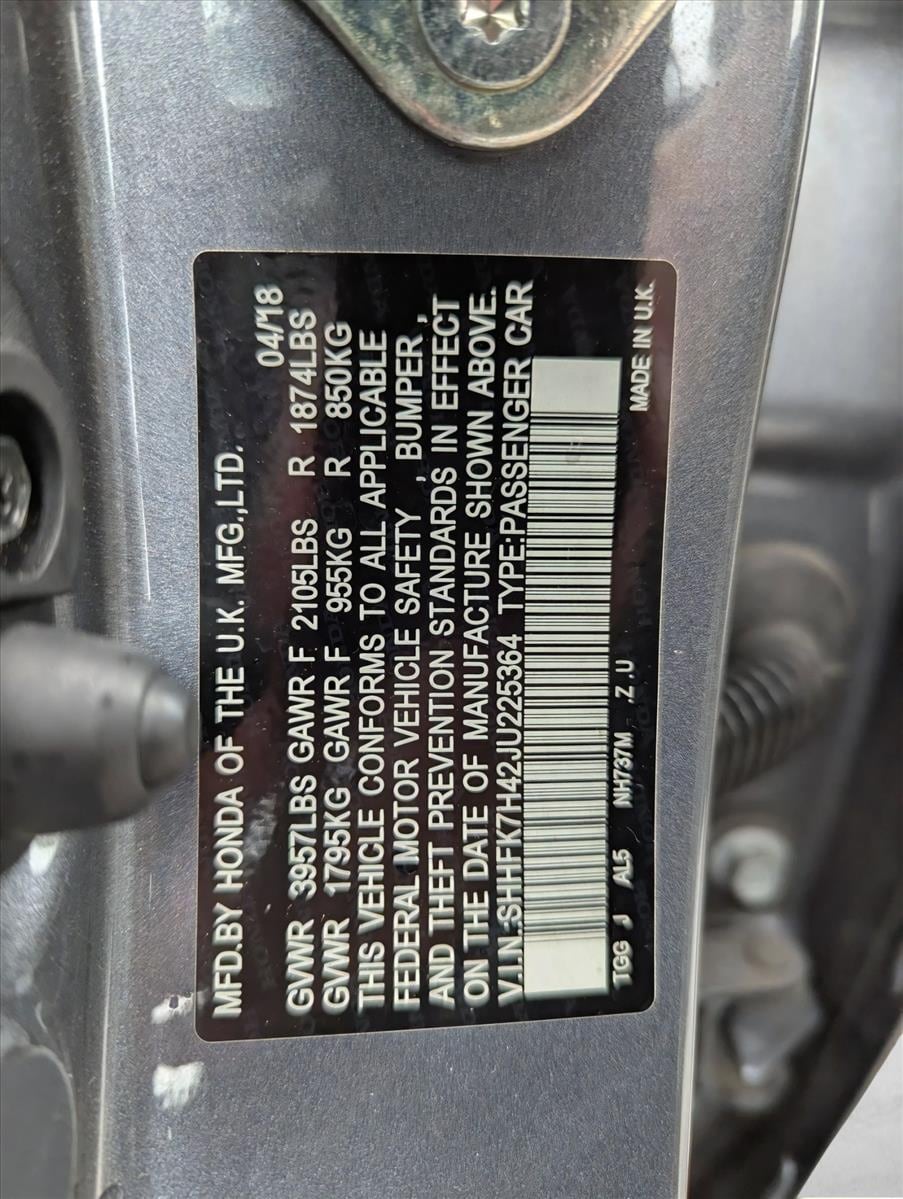 MFD.BY HONDA OF THE U.K. MFG.,LTD. 04/18
GVWR 3957LBS GAWR F 2105LBS R 1874LBS
GVWR 1795KG GAWR F 955KG R 850KG
THIS VEHICLE CONFORMS TO ALL APPLICABLE
FEDERAL MOTOR VEHICLE SAFETY , BUMPER ,
AND THEFT PREVENTION STANDARDS IN EFFECT
ON THE DATE OF MANUFACTURE SHOWN ABOVE.
V.I.N.:SHHFK7H42JU225364 TYPE:PASSENGER CAR
TGG J AL5 NH737M Z U
MADE IN U.K.